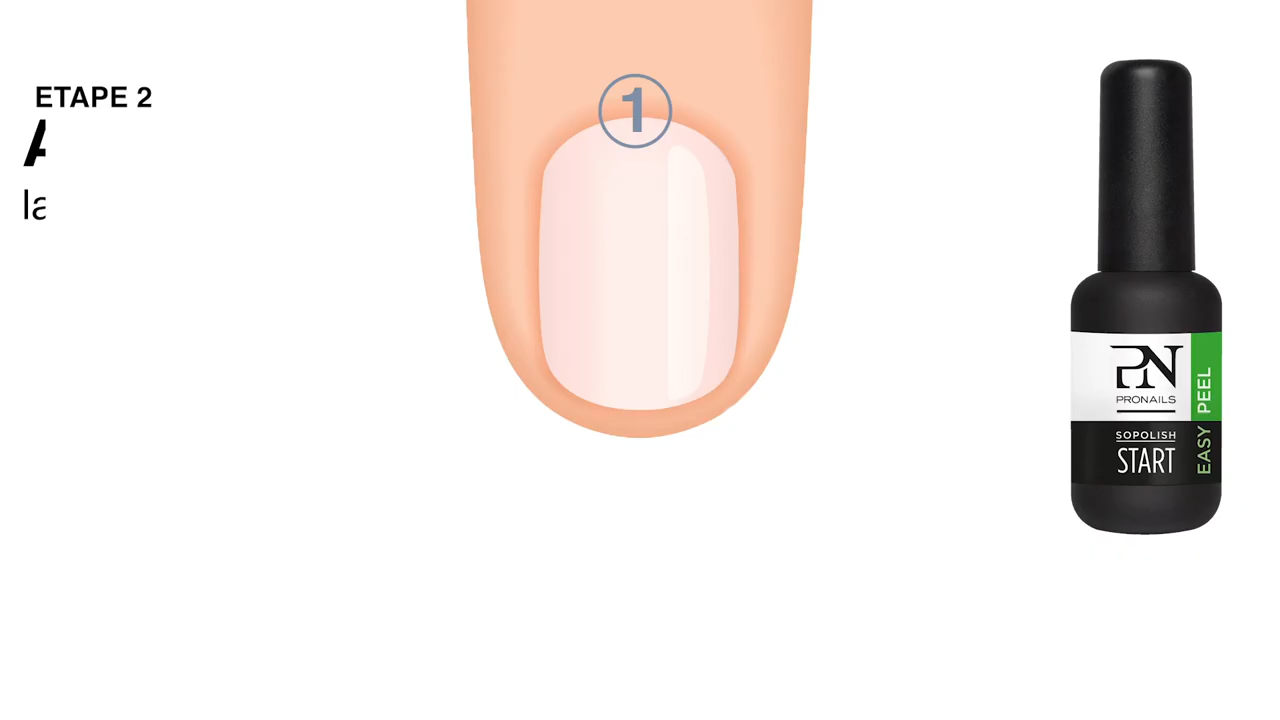 ETAPE 2
1
PN
PRONAILS
SOPOLISH
START
EASY PEEL